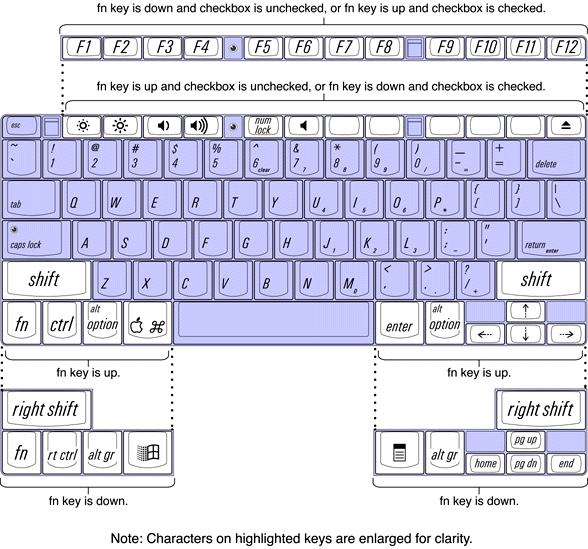 fn key is down and checkbox is unchecked, or fn key is up and checkbox is checked.
F1 F2 F3 F4 F5 F6 F7 F8 F9 F10 F11 F12
fn key is up and checkbox is unchecked, or fn key is down and checkbox is checked.
esc num lock
~ ` ! 1 @ 2 # 3 $ 4 % 5 ^ 6 clear & 7 7 * 8 8 ( 9 9 ) 0 / _ - = + = delete
tab Q W E R T Y U 4 I 5 O 6 P * { [ } ] | \
caps lock A S D F G H J 1 K 2 L 3 : ; - " ' return enter
shift Z X C V B N M 0 < , > . . ? / + shift
fn ctrl alt option ⌘ enter alt option ← ↑ ↓ →
fn key is up. fn key is up.
right shift right shift
fn rt ctrl alt gr alt gr home pg up pg dn end
fn key is down. fn key is down.
Note: Characters on highlighted keys are enlarged for clarity.